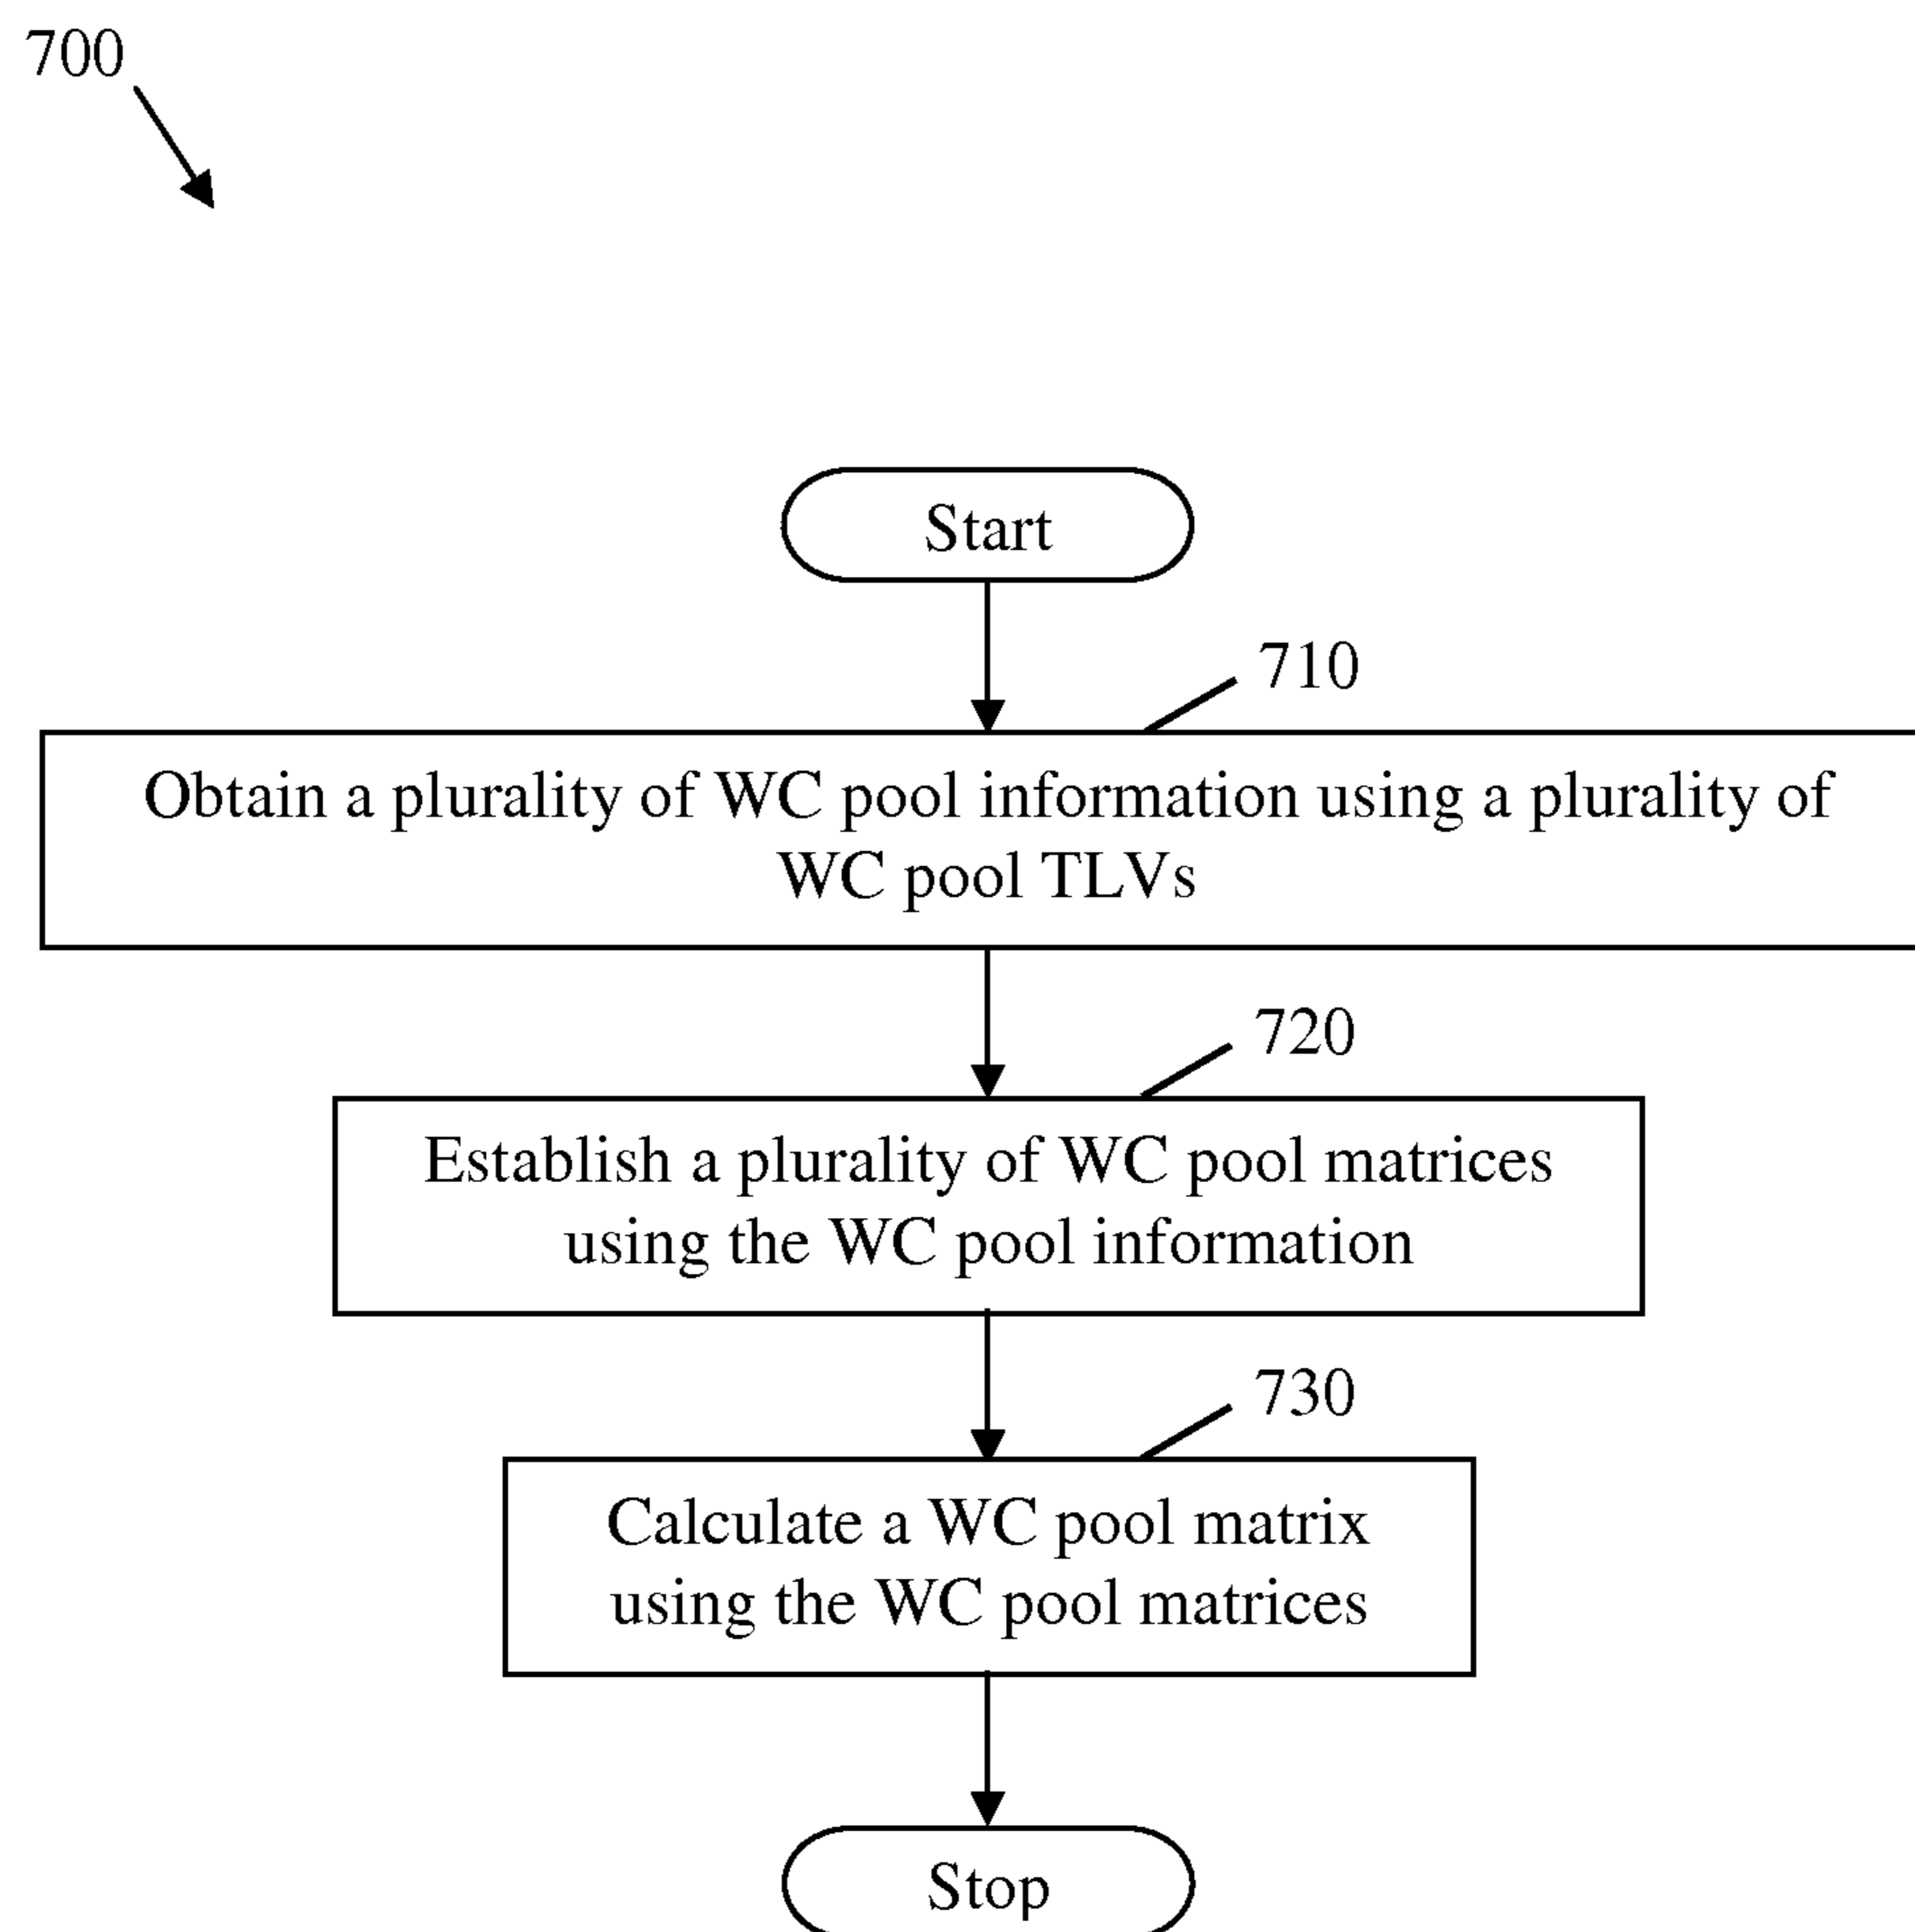 700
Start
710
Obtain a plurality of WC pool information using a plurality of
WC pool TLVs
720
Establish a plurality of WC pool matrices
using the WC pool information
730
Calculate a WC pool matrix
using the WC pool matrices
Stop